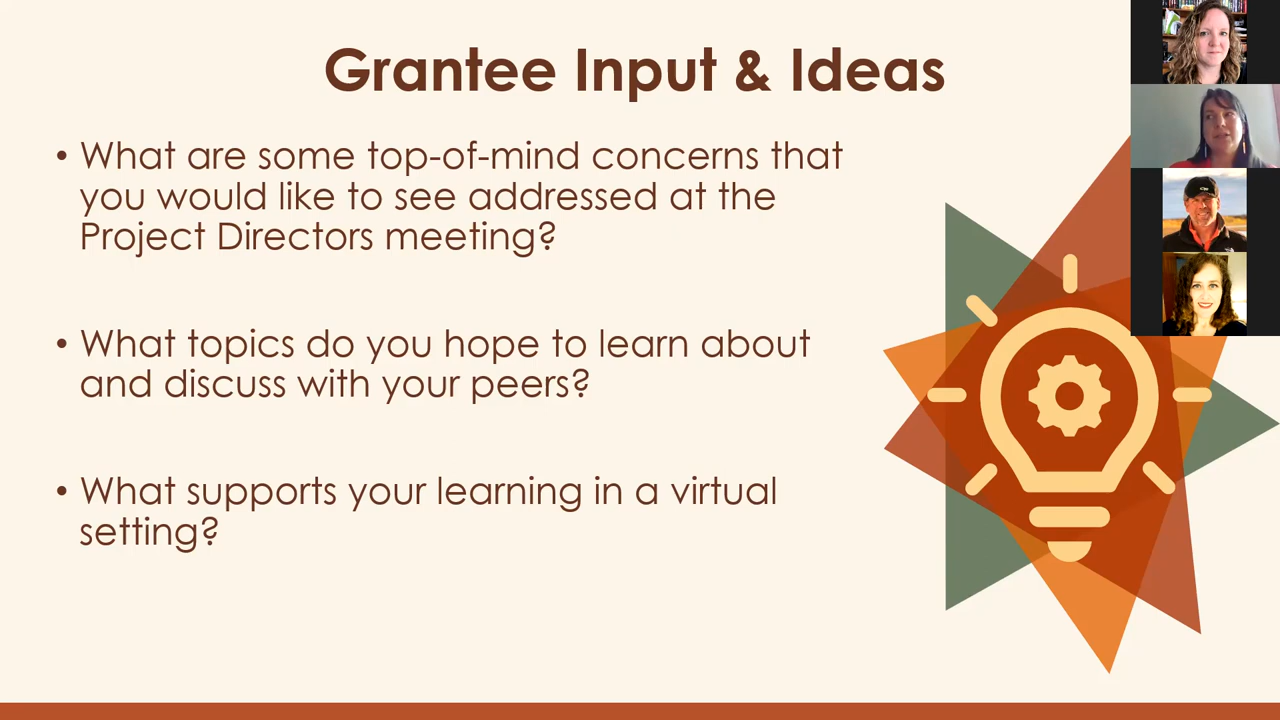 Grantee Input & Ideas
• What are some top-of-mind concerns that
you would like to see addressed at the
Project Directors meeting?
• What topics do you hope to learn about
and discuss with your peers?
• What supports your learning in a virtual
setting?